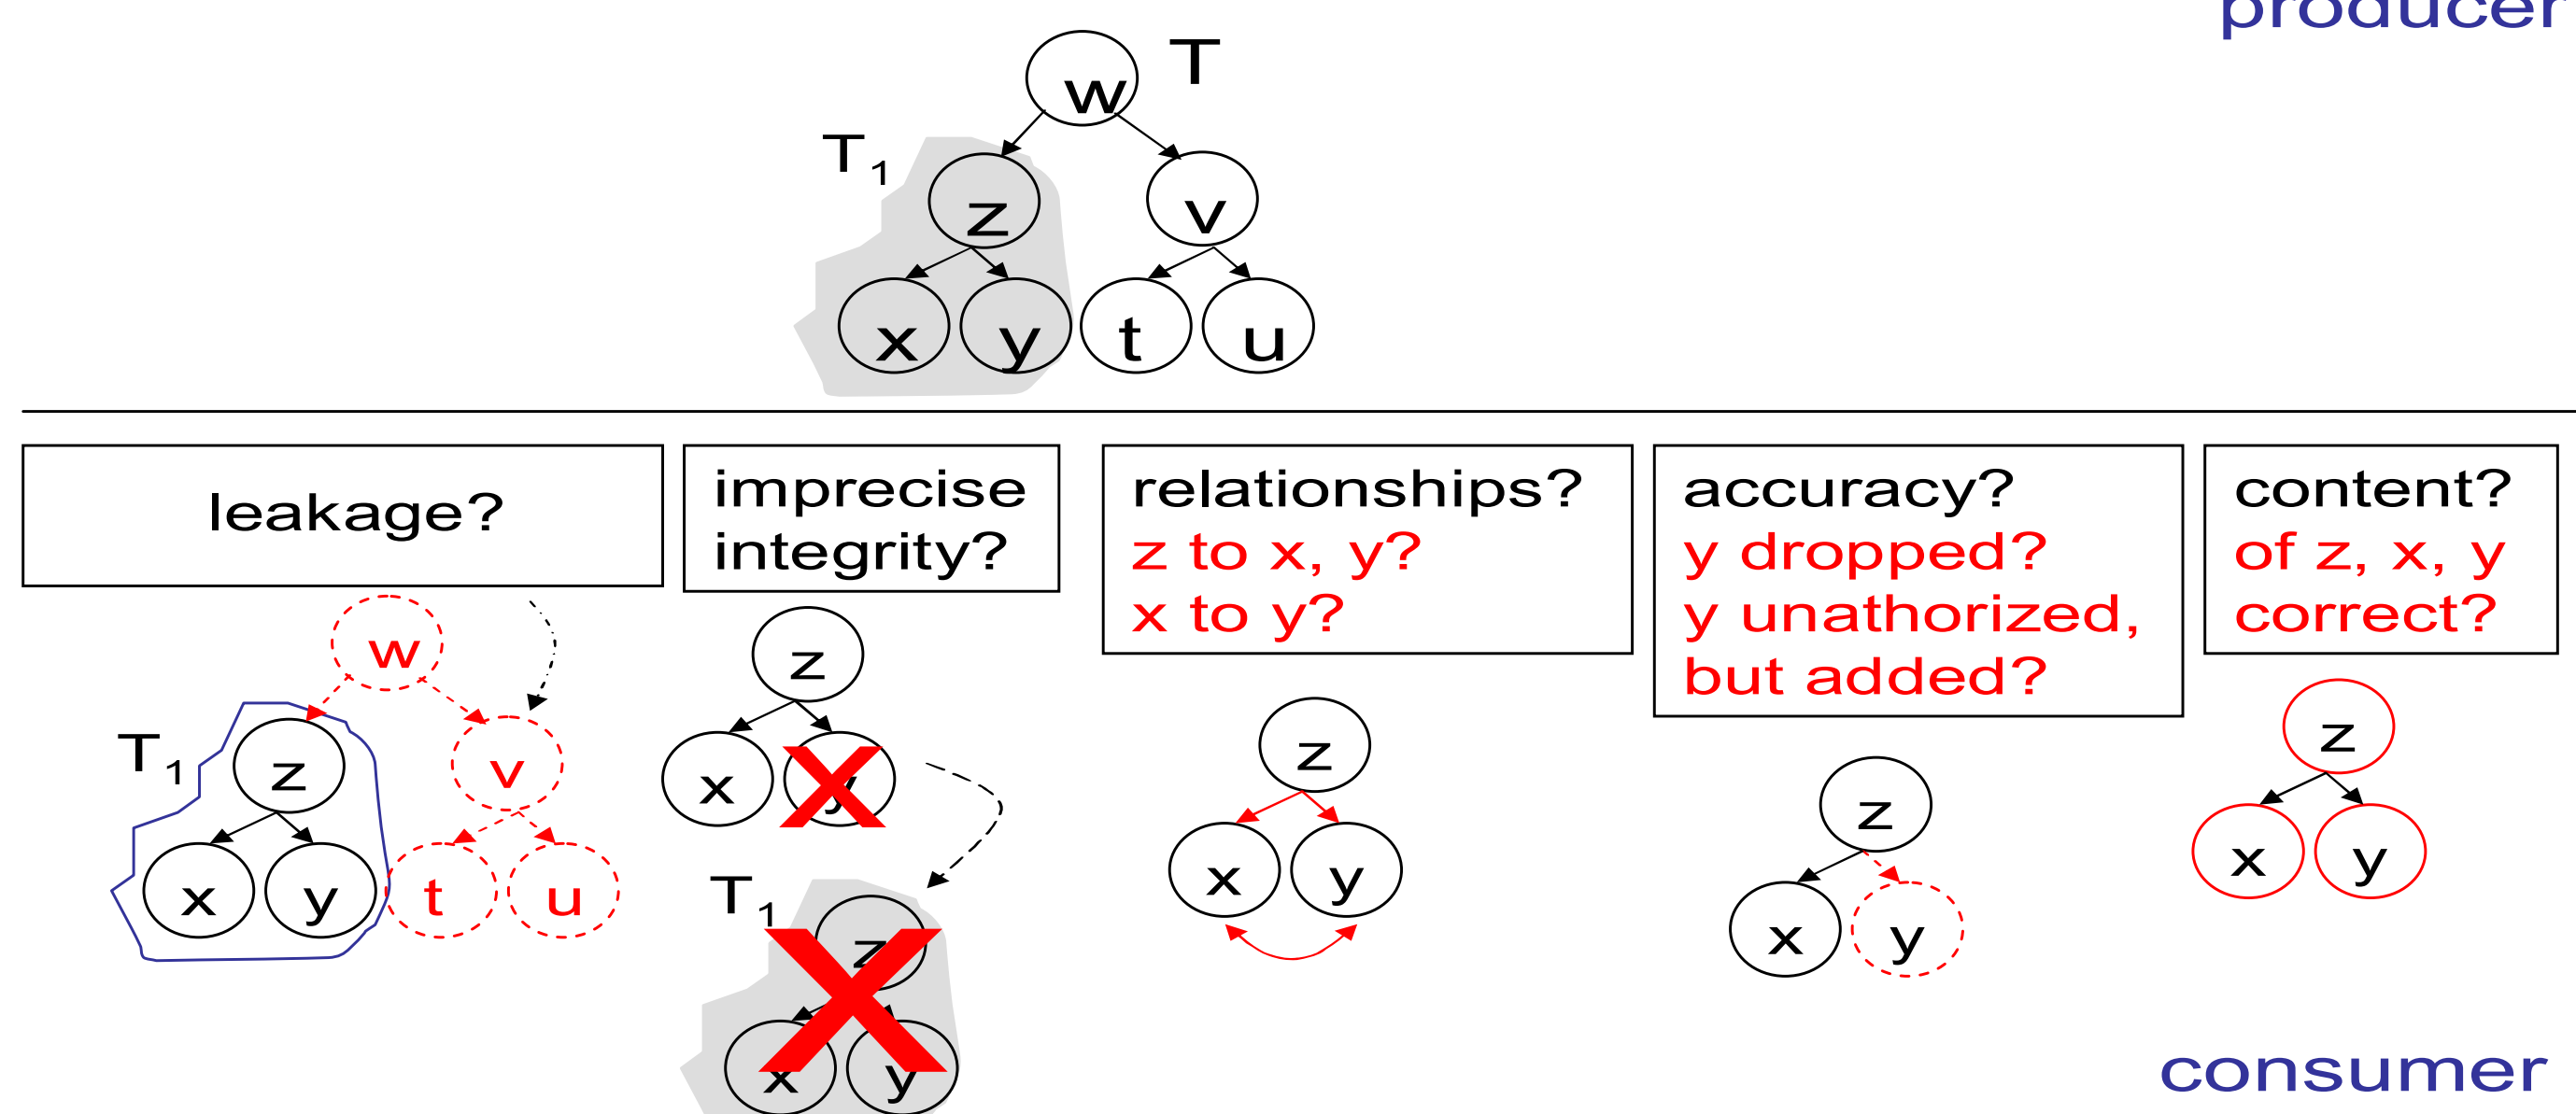 producer
w
T
T1
z
v
x
y
t
u
leakage?
imprecise
integrity?
relationships?
z to x, y?
x to y?
accuracy?
y dropped?
y unathorized,
but added?
content?
of z, x, y
correct?
w
T1
z
v
x
y
t
u
z
x
y
T1
z
x
y
z
x
y
z
x
y
z
x
y
consumer